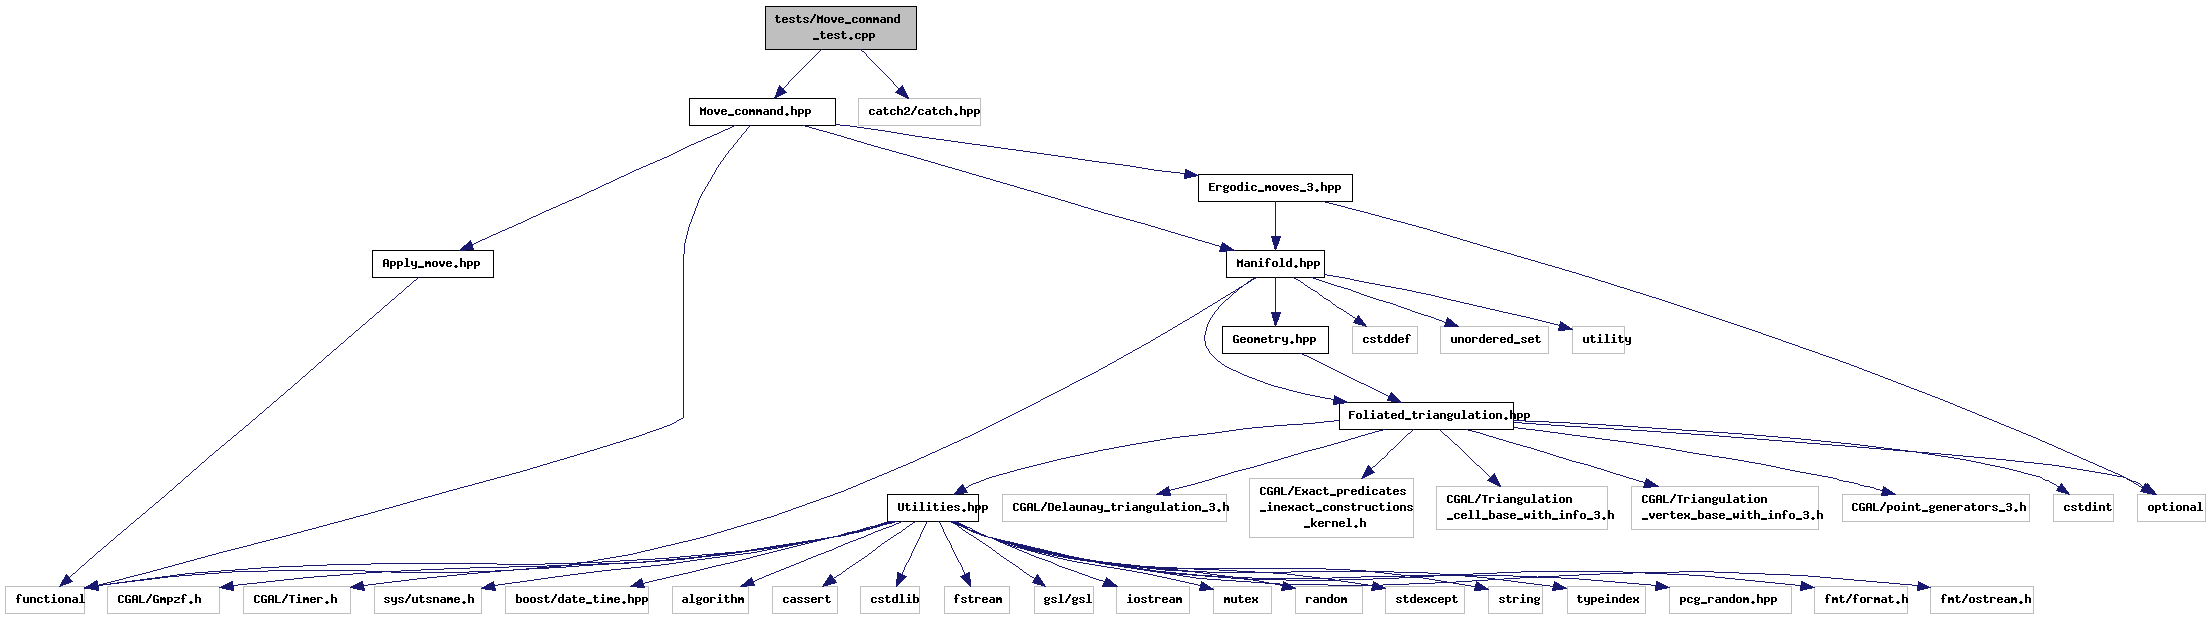 tests/Move_command
_test.cpp
Move_command.hpp
catch2/catch.hpp
Ergodic_moves_3.hpp
Apply_move.hpp
Manifold.hpp
Geometry.hpp
cstddef
unordered_set
utility
Foliated_triangulation.hpp
Utilities.hpp
CGAL/Delaunay_triangulation_3.h
CGAL/Exact_predicates
_inexact_constructions
_kernel.h
CGAL/Triangulation
_cell_base_with_info_3.h
CGAL/Triangulation
_vertex_base_with_info_3.h
CGAL/point_generators_3.h
cstdint
optional
functional
CGAL/Gmpzf.h
CGAL/Timer.h
sys/utsname.h
boost/date_time.hpp
algorithm
cassert
cstdlib
fstream
gsl/gsl
iostream
mutex
random
stdexcept
string
typeindex
pcg_random.hpp
fmt/format.h
fmt/ostream.h